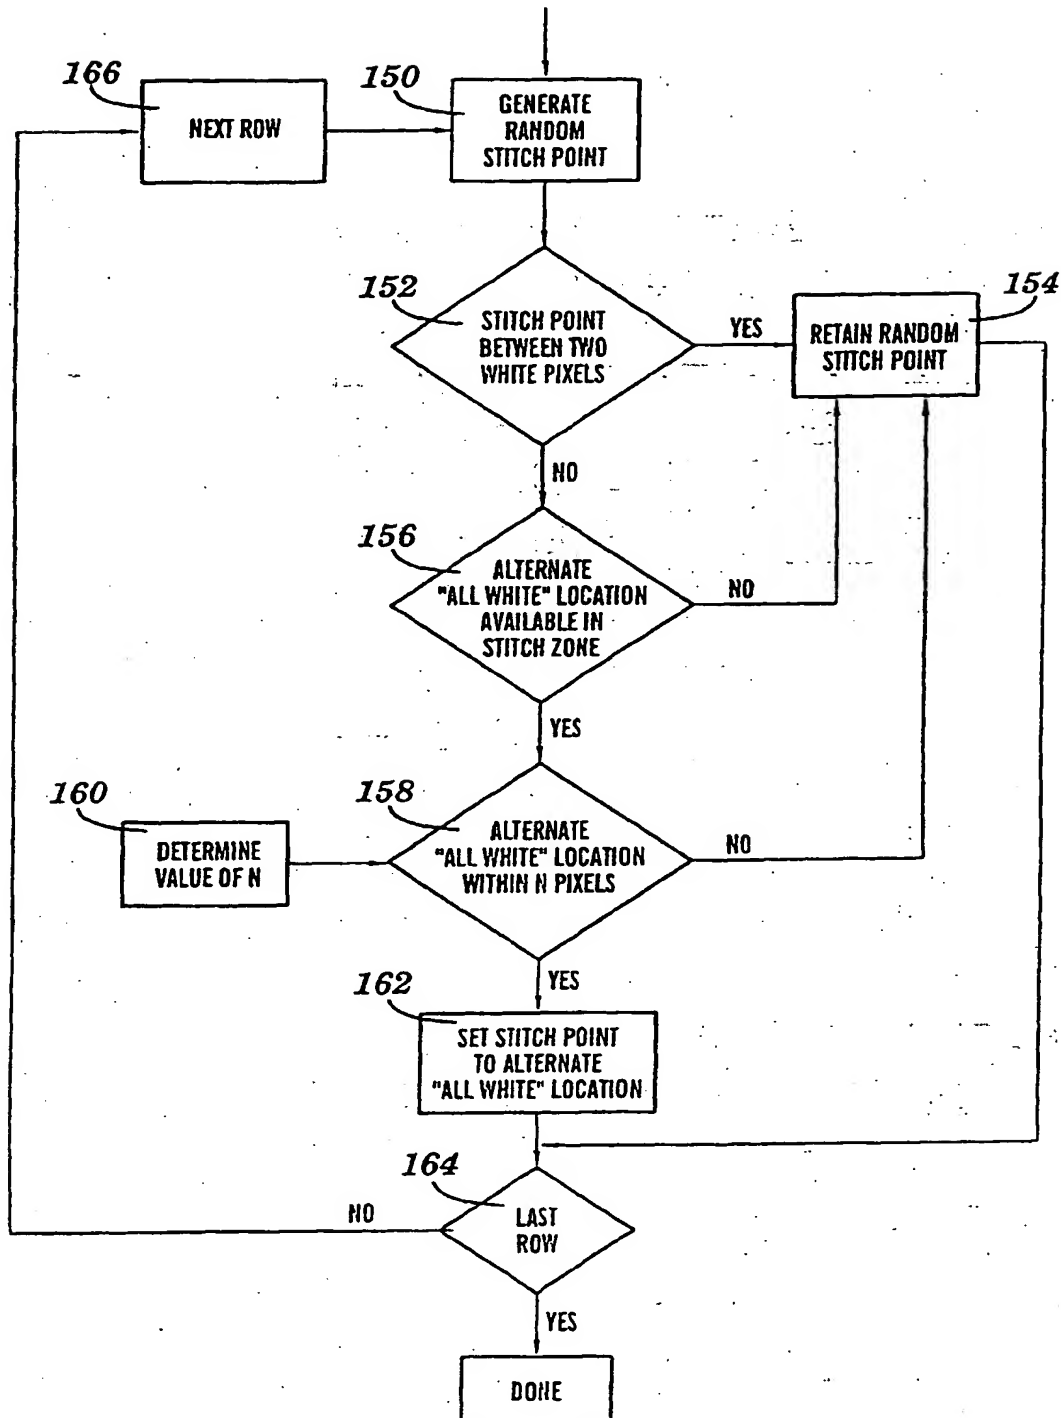 166
NEXT ROW
150
GENERATE
RANDOM
STITCH POINT
152
STITCH POINT
BETWEEN TWO
WHITE PIXELS
YES
154
RETAIN RANDOM
STITCH POINT
NO
156
ALTERNATE
"ALL WHITE" LOCATION
AVAILABLE IN
STITCH ZONE
NO
YES
160
DETERMINE
VALUE OF N
158
ALTERNATE
"ALL WHITE" LOCATION
WITHIN N PIXELS
NO
YES
162
SET STITCH POINT
TO ALTERNATE
"ALL WHITE" LOCATION
164
LAST
ROW
NO
YES
DONE